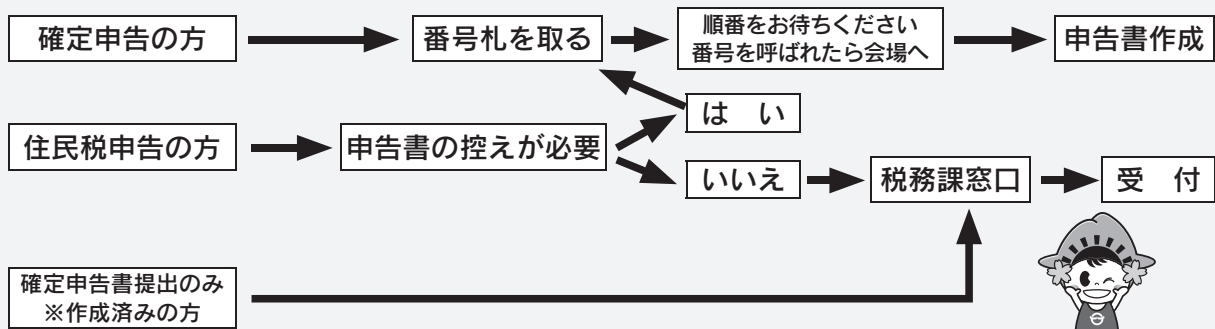 確定申告の方
番号札を取る
順番をお待ちください
番号を呼ばれたら会場へ
申告書作成
は　い
住民税申告の方
申告書の控えが必要
いいえ
税務課窓口
受　付
確定申告書提出のみ
※作成済みの方